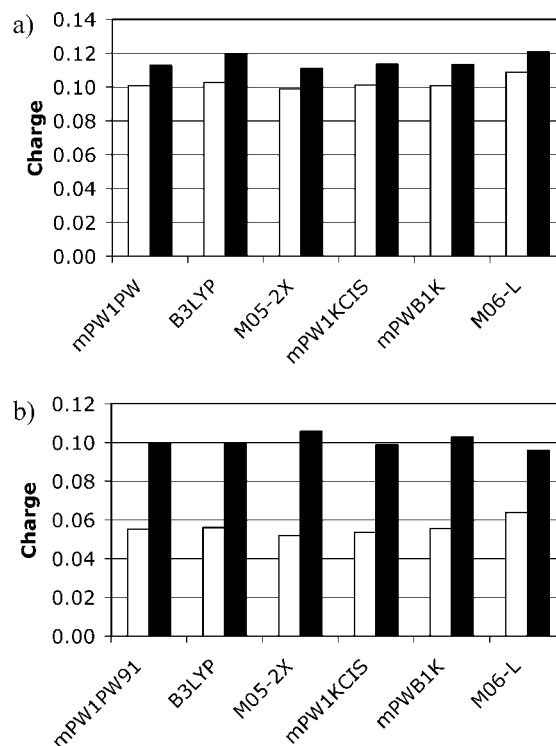 a)
0.14
0.12
0.10
0.08
0.06
0.04
0.02
0.00
Charge
mPW1PW
B3LYP
M05-2X
mPW1KCIS
mPWB1K
M06-L
b)
0.12
0.10
0.08
0.06
0.04
0.02
0.00
Charge
mPW1PW91
B3LYP
M05-2X
mPW1KCIS
mPWB1K
M06-L